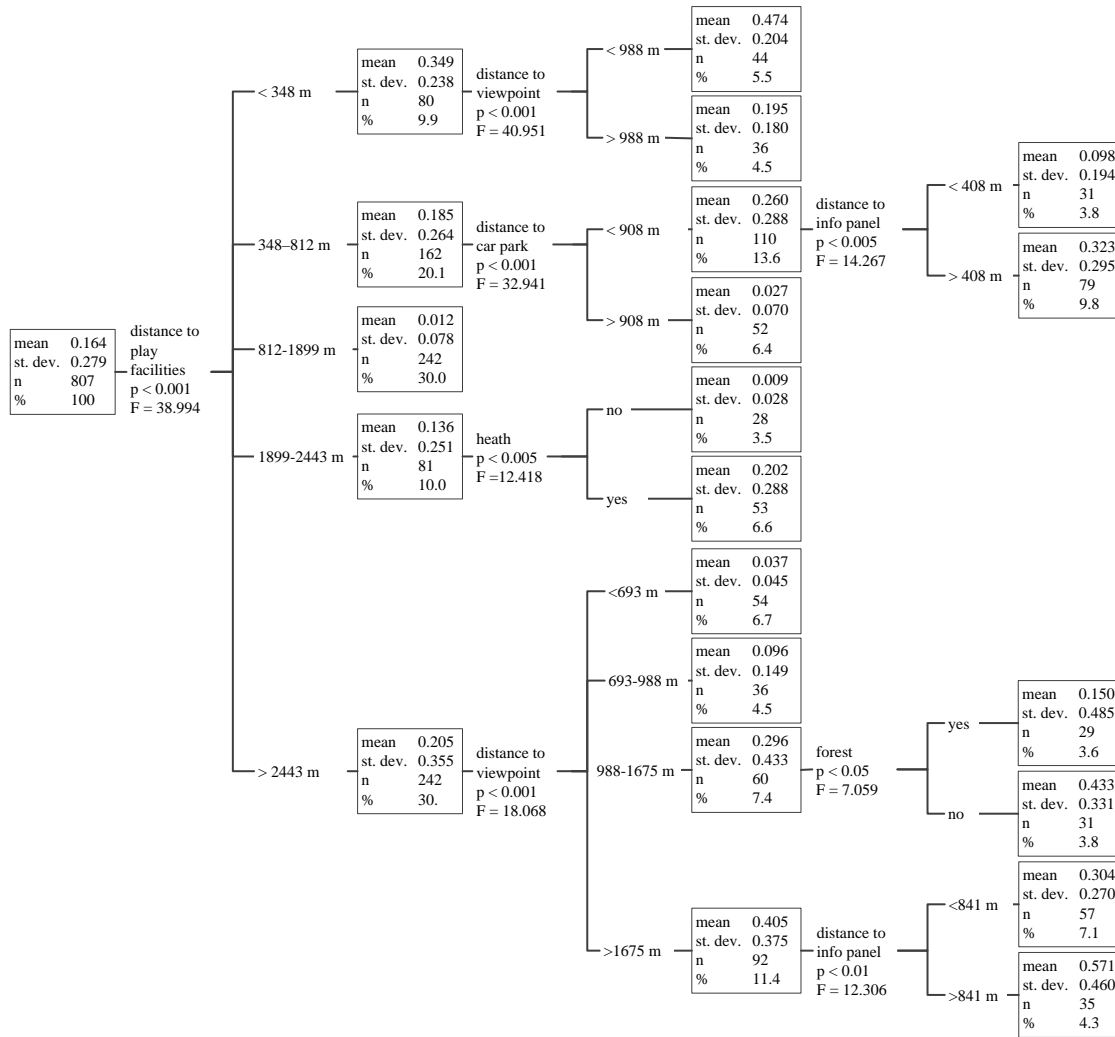 mean 0.164
st. dev. 0.279
n 807
% 100
distance to
play
facilities
p < 0.001
F = 38.994
< 348 m
mean 0.349
st. dev. 0.238
n 80
% 9.9
distance to
viewpoint
p < 0.001
F = 40.951
< 988 m
mean 0.474
st. dev. 0.204
n 44
% 5.5
> 988 m
mean 0.195
st. dev. 0.180
n 36
% 4.5
348–812 m
mean 0.185
st. dev. 0.264
n 162
% 20.1
distance to
car park
p < 0.001
F = 32.941
< 908 m
mean 0.260
st. dev. 0.288
n 110
% 13.6
distance to
info panel
p < 0.005
F = 14.267
< 408 m
mean 0.098
st. dev. 0.194
n 31
% 3.8
> 408 m
mean 0.323
st. dev. 0.295
n 79
% 9.8
> 908 m
mean 0.027
st. dev. 0.070
n 52
% 6.4
812-1899 m
mean 0.012
st. dev. 0.078
n 242
% 30.0
1899-2443 m
mean 0.136
st. dev. 0.251
n 81
% 10.0
heath
p < 0.005
F =12.418
no
mean 0.009
st. dev. 0.028
n 28
% 3.5
yes
mean 0.202
st. dev. 0.288
n 53
% 6.6
> 2443 m
mean 0.205
st. dev. 0.355
n 242
% 30.
distance to
viewpoint
p < 0.001
F = 18.068
<693 m
mean 0.037
st. dev. 0.045
n 54
% 6.7
693-988 m
mean 0.096
st. dev. 0.149
n 36
% 4.5
988-1675 m
mean 0.296
st. dev. 0.433
n 60
% 7.4
forest
p < 0.05
F = 7.059
yes
mean 0.150
st. dev. 0.485
n 29
% 3.6
no
mean 0.433
st. dev. 0.331
n 31
% 3.8
>1675 m
mean 0.405
st. dev. 0.375
n 92
% 11.4
distance to
info panel
p < 0.01
F = 12.306
<841 m
mean 0.304
st. dev. 0.270
n 57
% 7.1
>841 m
mean 0.571
st. dev. 0.460
n 35
% 4.3